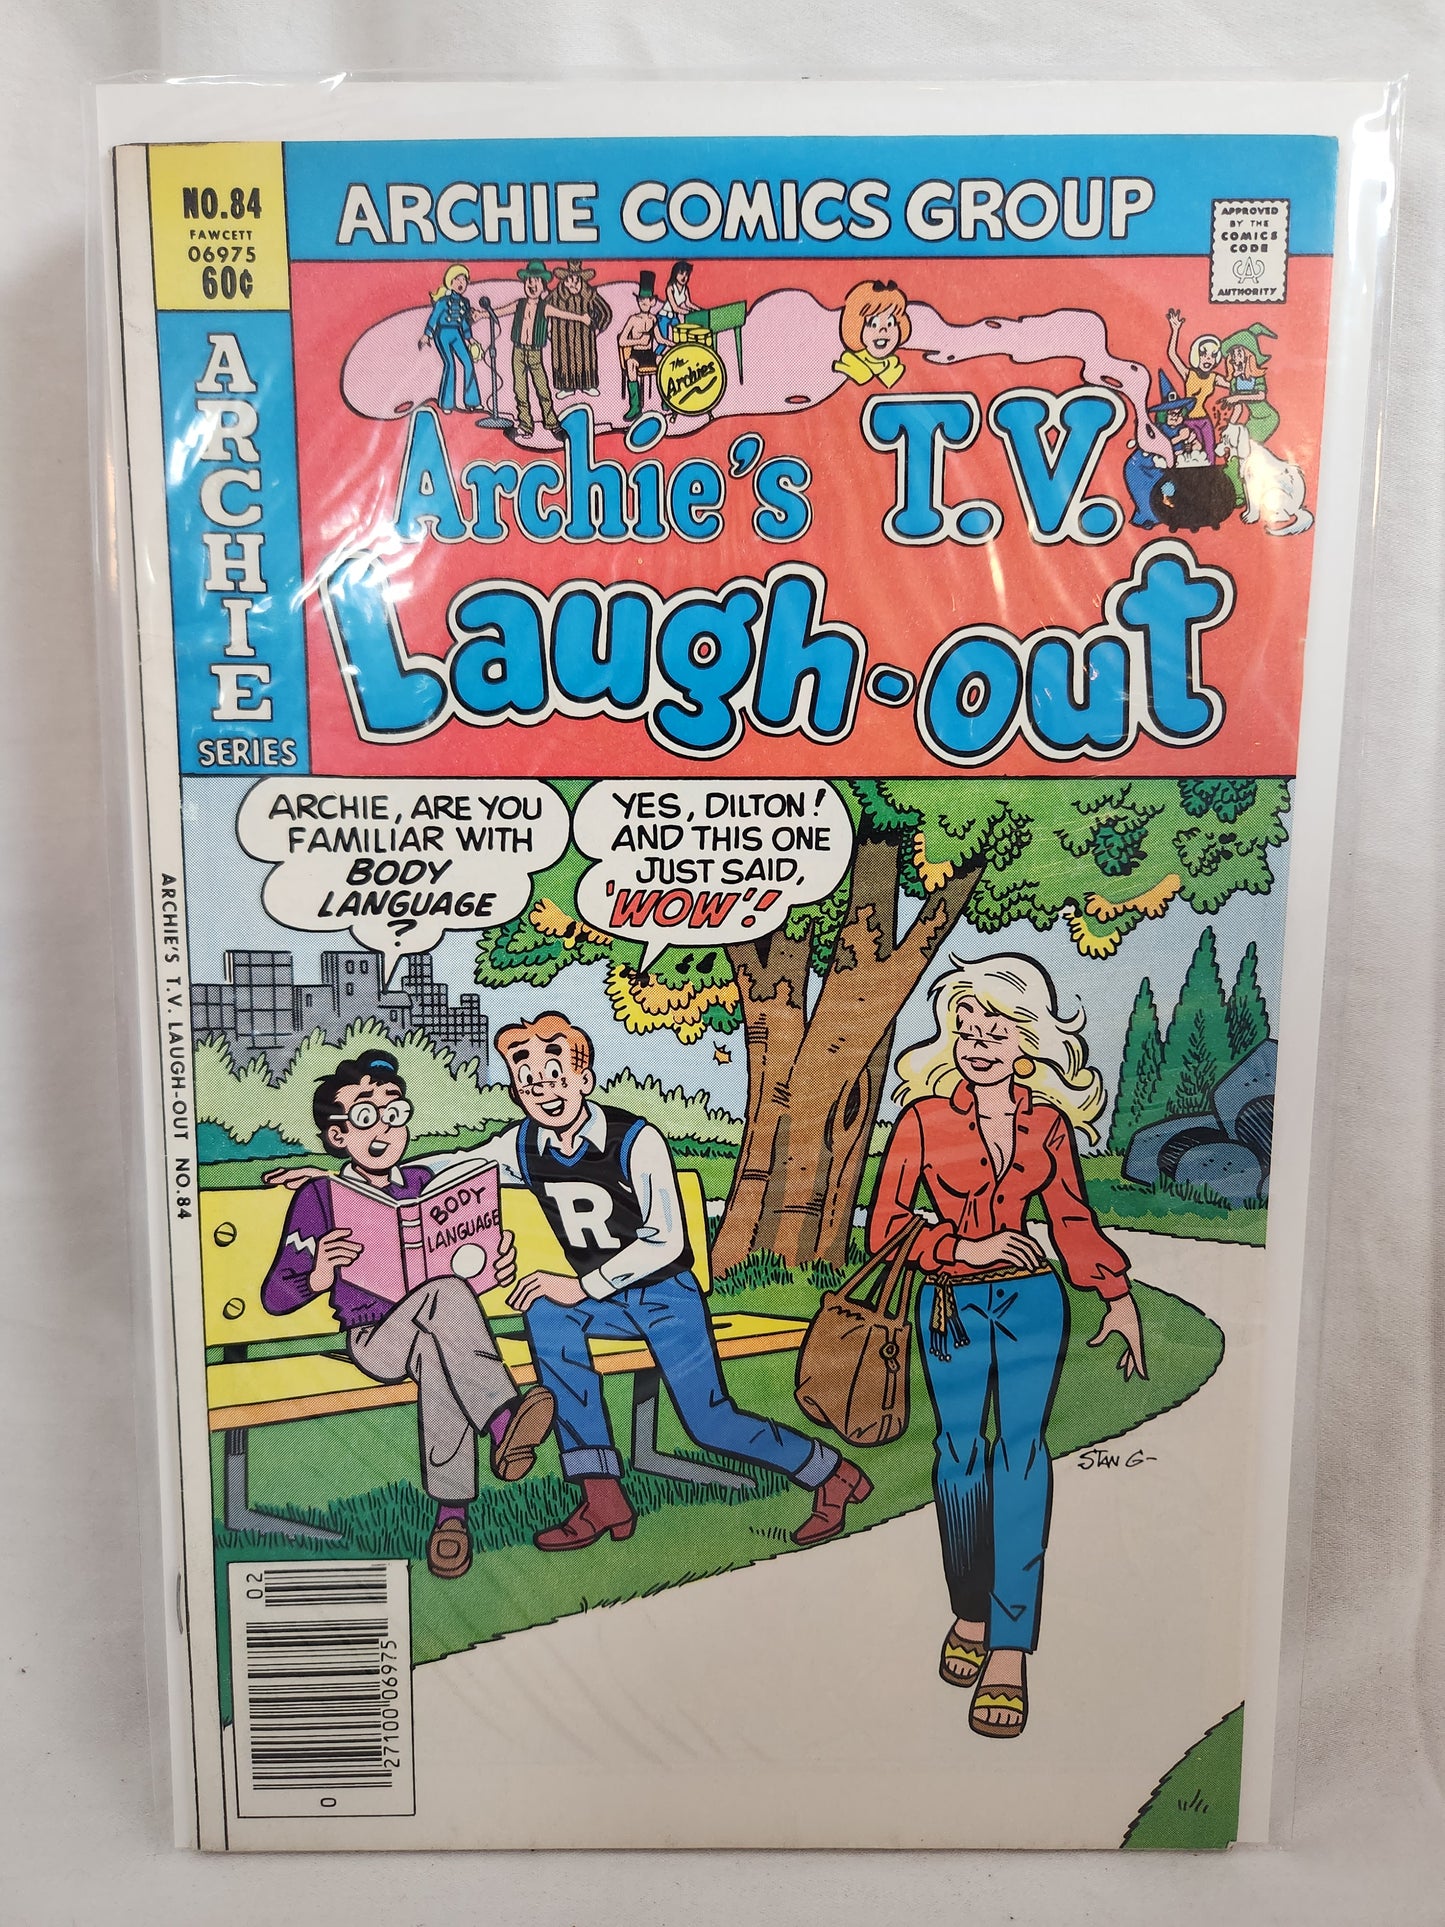 NO.84
FAWCETT
06975
60¢
ARCHIE COMICS GROUP
APPROVED
BY THE
COMICS
CODE
CA
AUTHORITY
ARCHIE
SERIES
The
Archies
Archie's T.V.
Laugh-out
ARCHIE, ARE YOU
FAMILIAR WITH
BODY
LANGUAGE
?
YES, DILTON!
AND THIS ONE
JUST SAID,
'WOW'!
ARCHIE'S T.V. LAUGH-OUT NO.84
BODY
LANGUAGE
R
STAN G-
02
27100 06975
0